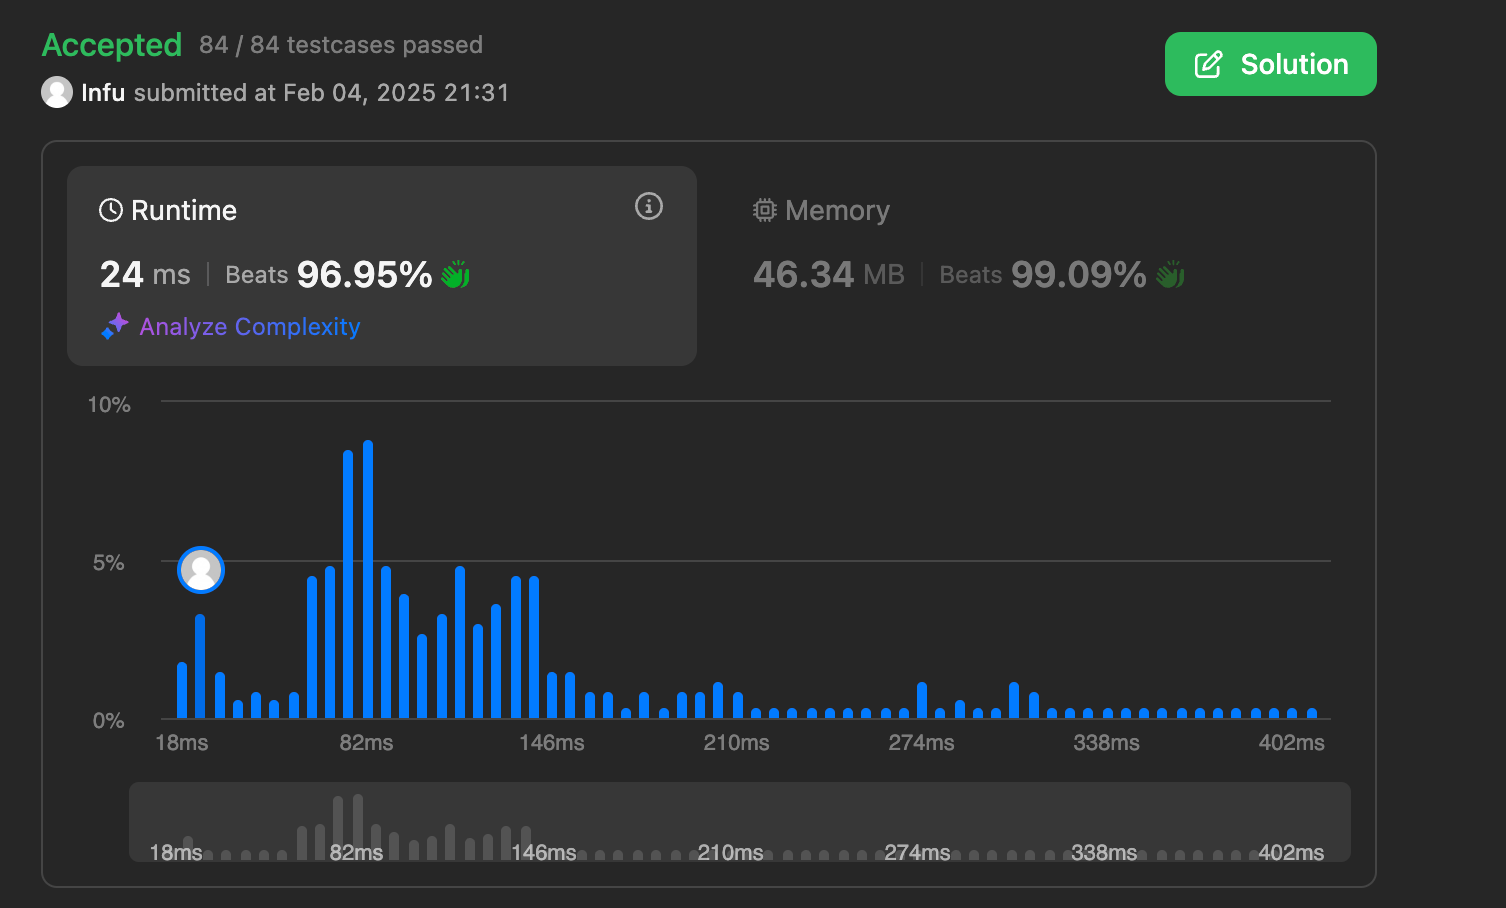 Accepted 84 / 84 testcases passed
Infu submitted at Feb 04, 2025 21:31
Solution
Runtime
24 ms | Beats 96.95%
Analyze Complexity
Memory
46.34 MB | Beats 99.09%
10%
5%
0%
18ms 82ms 146ms 210ms 274ms 338ms 402ms
18ms 82ms 146ms 210ms 274ms 338ms 402ms